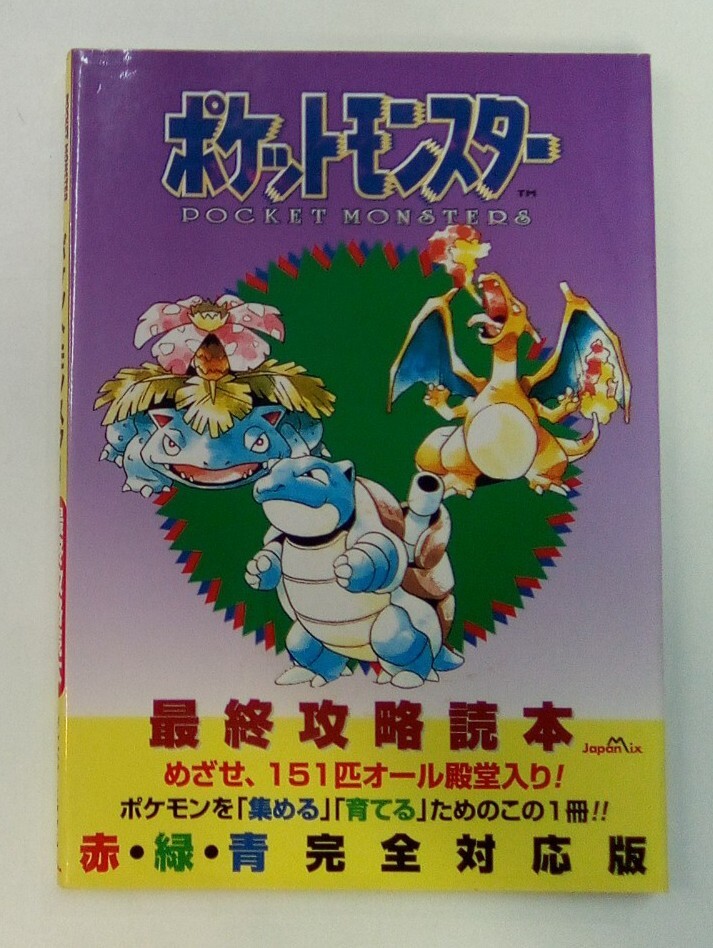 ポケットモンスター
TM
POCKET MONSTERS
最終攻略読本
JapanMix
めざせ、151匹オール殿堂入り!
ポケモンを「集める」「育てる」ためのこの1冊!!
赤・緑・青 完全対応版